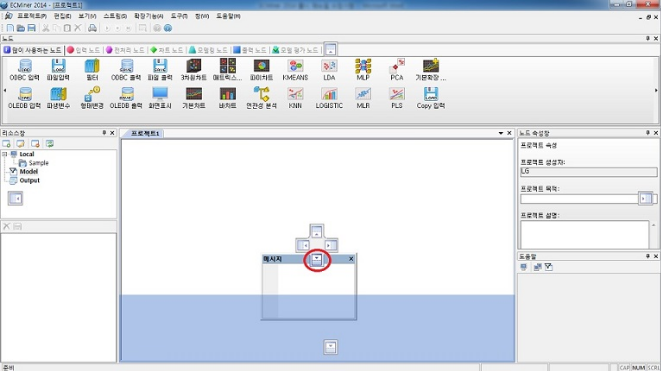 ECMiner 2014 - [프로젝트1]
프로젝트(P) 편집(E) 보기(V) 스트림(S) 확장기능(A) 도구(T) 창(W) 도움말(H)
노드
많이 사용하는 노드 입력 노드 전처리 노드 차트 노드 모델링 노드 출력 노드 모델 평가 노드
ODBC 입력 파일입력 필터 ODBC 출력 파일 출력 3차원차트 매트릭스... 파이차트 KMEANS LDA MLP PCA 기본확장...
OLEDB 입력 파생변수 형태변경 OLEDB 출력 화면표시 기본차트 바차트 안전성 분석 KNN LOGISTIC MLR PLS Copy 입력
리소스창
프로젝트1
노드 속성창
Local
Sample
Model
Output
프로젝트 속성
프로젝트 생성자:
LG
프로젝트 목적:
프로젝트 설명:
메시지
도움말
준비
CAP NUM SCRL